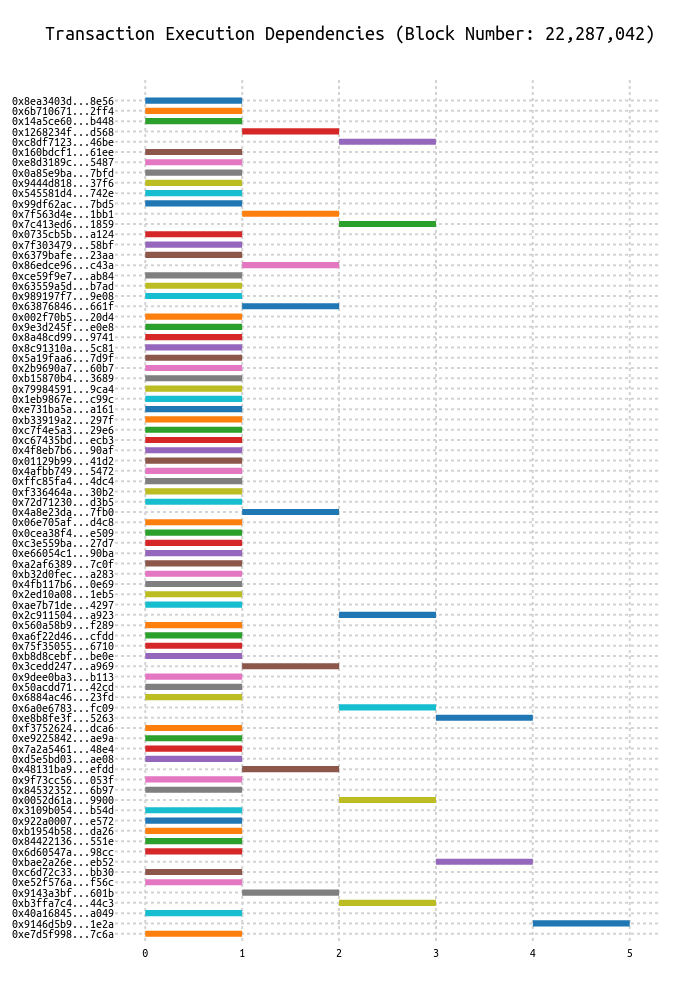 Transaction Execution Dependencies (Block Number: 22,287,042)
0x8ea3403d...8e56
0x6b710671...2ff4
0x14a5ce60...b448
0x1268234f...d568
0xc8df7123...46be
0x160bdcf1...61ee
0xe8d3189c...5487
0x0a85e9ba...7bfd
0x9444d818...37f6
0x545581d4...742e
0x99df62ac...7bd5
0x7f563d4e...1bb1
0x7c413ed6...1859
0x0735cb5b...a124
0x7f303479...58bf
0x6379bafe...23aa
0x86edce96...c43a
0xce59f9e7...ab84
0x63559a5d...b7ad
0x989197f7...9e08
0x63876846...661f
0x002f70b5...20d4
0x9e3d245f...e0e8
0x8a48cd99...9741
0x8c91310a...5c81
0x5a19faa6...7d9f
0x2b9690a7...60b7
0xb15870b4...3689
0x79984591...9ca4
0x1eb9867e...c99c
0xe731ba5a...a161
0xb33919a2...297f
0xc7f4e5a3...29e6
0xc67435bd...ecb3
0x4f8eb7b6...90af
0x01129b99...41d2
0x4afbb749...5472
0xffc85fa4...4dc4
0xf336464a...30b2
0x72d71230...d3b5
0x4a8e23da...7fb0
0x06e705af...d4c8
0x0cea38f4...e509
0xc3e559ba...27d7
0xe66054c1...90ba
0xa2af6389...7c0f
0xb32d0fec...a283
0x4fb117b6...0e69
0x2ed10a08...1eb5
0xae7b71de...4297
0x2c911504...a923
0x560a58b9...f289
0xa6f22d46...cfdd
0x75f35055...6710
0xb8d8cebf...be0e
0x3cedd247...a969
0x9dee0ba3...b113
0x50acdd71...42cd
0x6884ac46...23fd
0x6a0e6783...fc09
0xe8b8fe3f...5263
0xf3752624...dca6
0xe9225842...ae9a
0x7a2a5461...48e4
0xd5e5bd03...ae08
0x48131ba9...efdd
0x9f73cc56...053f
0x84532352...6b97
0x0052d61a...9900
0x3109b054...b54d
0x922a0007...e572
0xb1954b58...da26
0x84422136...551e
0x6d60547a...98cc
0xbae2a26e...eb52
0xc6d72c33...bb30
0xe52f576a...f56c
0x9143a3bf...601b
0xb3ffa7c4...44c3
0x40a16845...a049
0x9146d5b9...1e2a
0xe7d5f998...7c6a
0 1 2 3 4 5